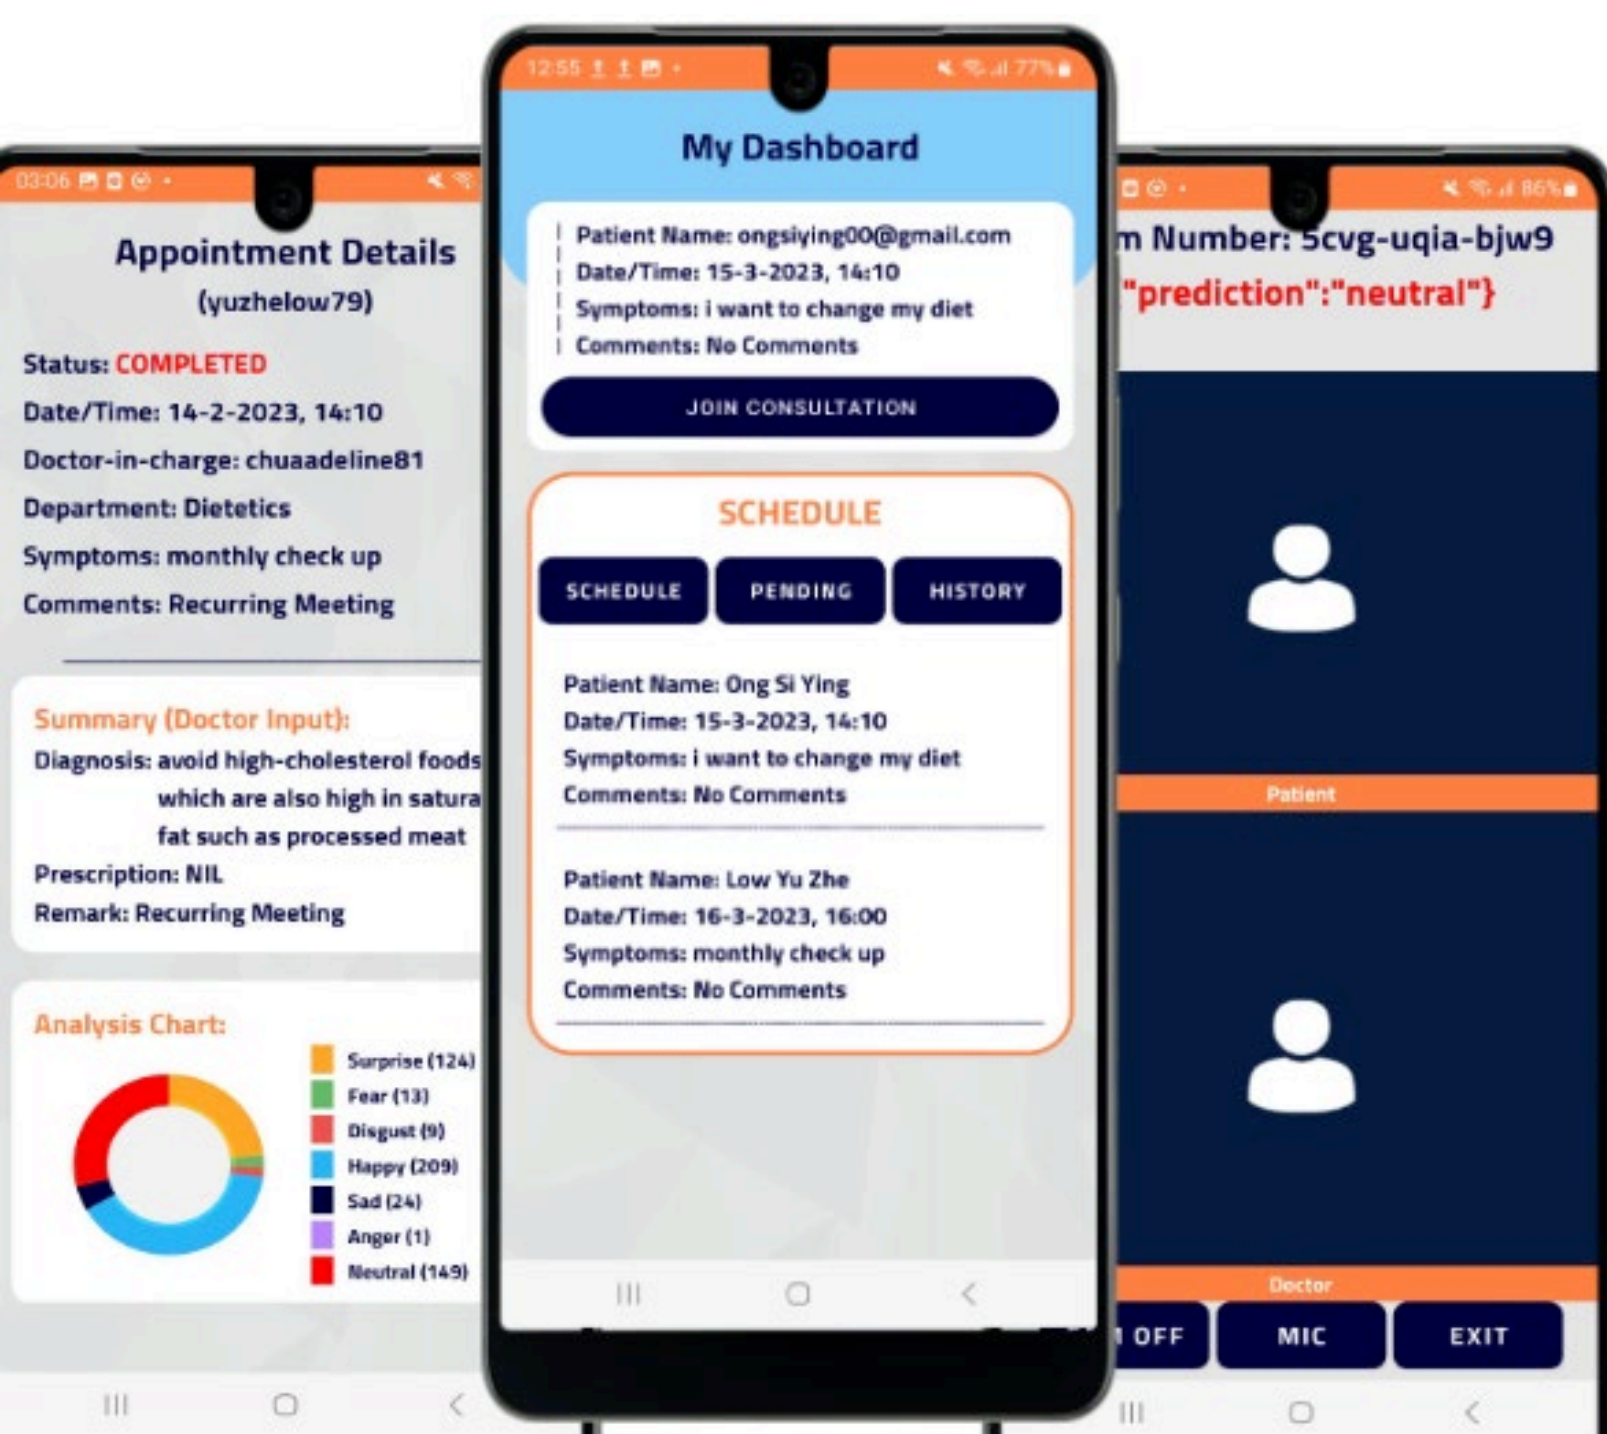 03:06
Appointment Details
(yuzhelow79)
Status: COMPLETED
Date/Time: 14-2-2023, 14:10
Doctor-in-charge: chuaadeline81
Department: Dietetics
Symptoms: monthly check up
Comments: Recurring Meeting
Summary (Doctor Input):
Diagnosis: avoid high-cholesterol foods
which are also high in satura
fat such as processed meat
Prescription: NIL
Remark: Recurring Meeting
Analysis Chart:
Surprise (124)
Fear (13)
Disgust (9)
Happy (209)
Sad (24)
Anger (1)
Neutral (149)
12:55
77%
My Dashboard
Patient Name: ongsiying00@gmail.com
Date/Time: 15-3-2023, 14:10
Symptoms: i want to change my diet
Comments: No Comments
JOIN CONSULTATION
SCHEDULE
SCHEDULE PENDING HISTORY
Patient Name: Ong Si Ying
Date/Time: 15-3-2023, 14:10
Symptoms: i want to change my diet
Comments: No Comments
Patient Name: Low Yu Zhe
Date/Time: 16-3-2023, 16:00
Symptoms: monthly check up
Comments: No Comments
86%
m Number: 5cvg-uqia-bjw9
"prediction":"neutral"}
Patient
Doctor
OFF MIC EXIT